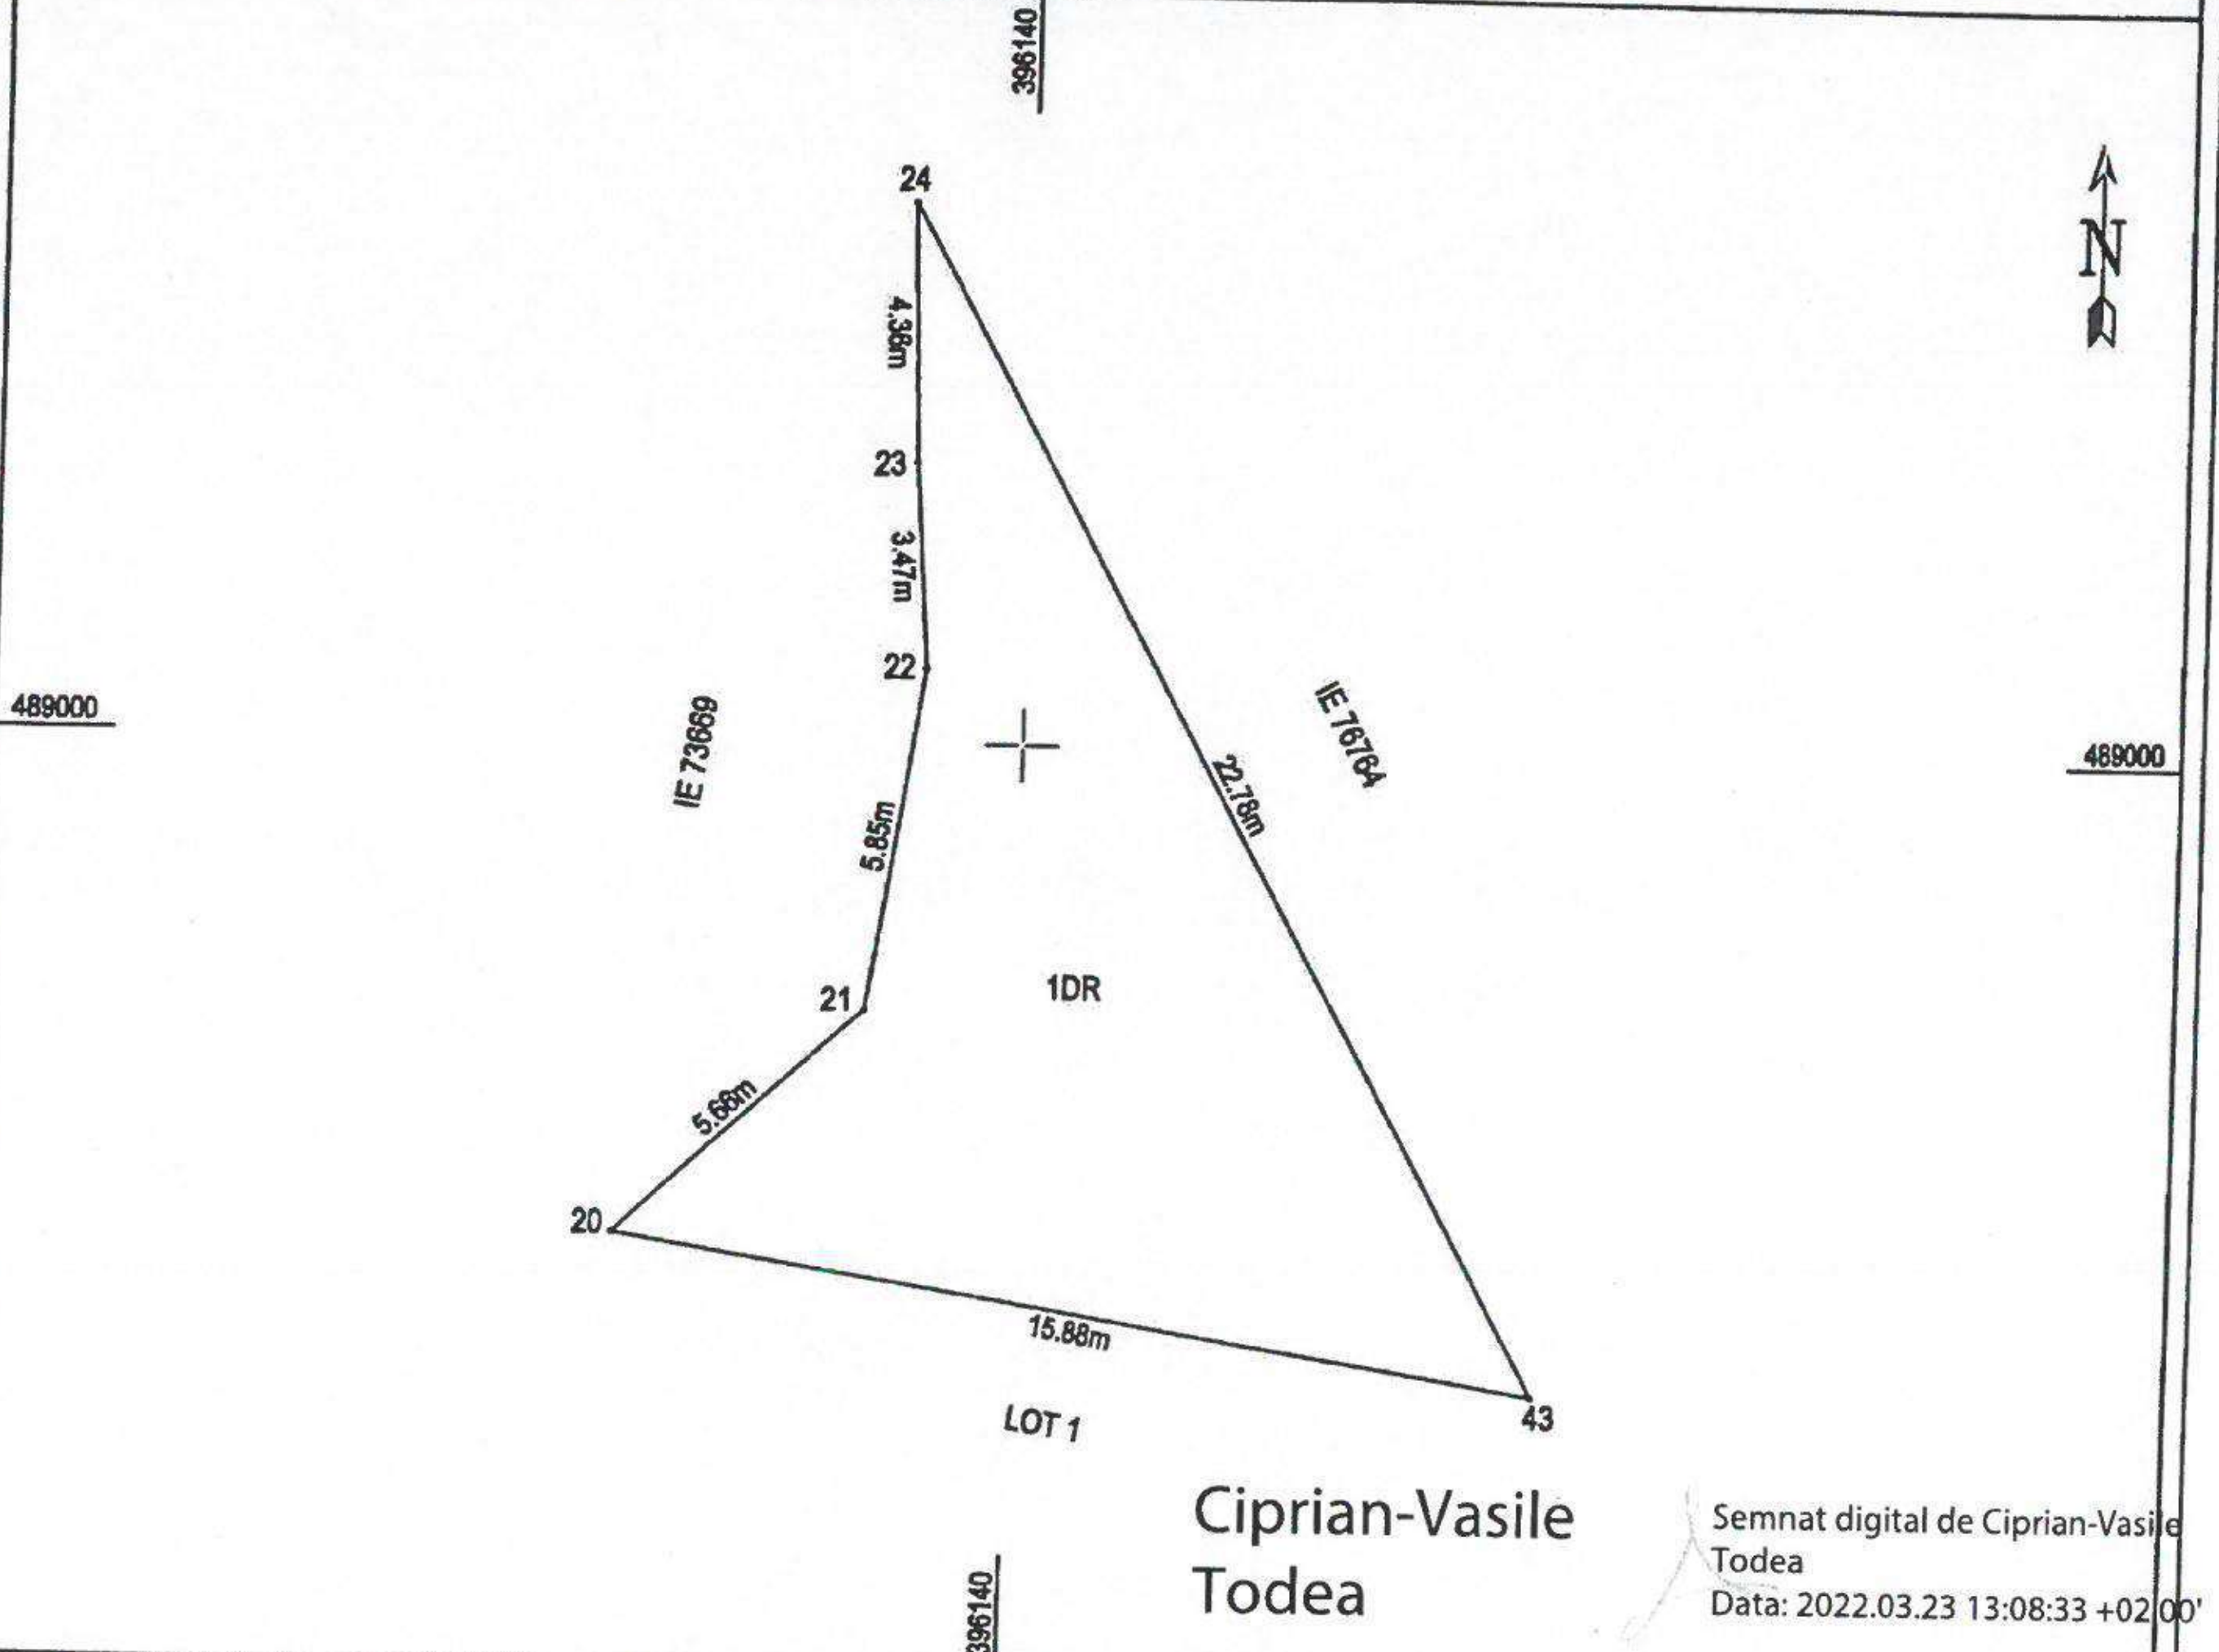 396140
24
N
4.36m
23
3.47m
22
489000
IE 73669
IE 76764
489000
22.78m
5.85m
21
1DR
5.66m
20
15.88m
43
LOT 1
Ciprian-Vasile
Todea
Semnat digital de Ciprian-Vasile
Todea
Data: 2022.03.23 13:08:33 +02'00'
396140